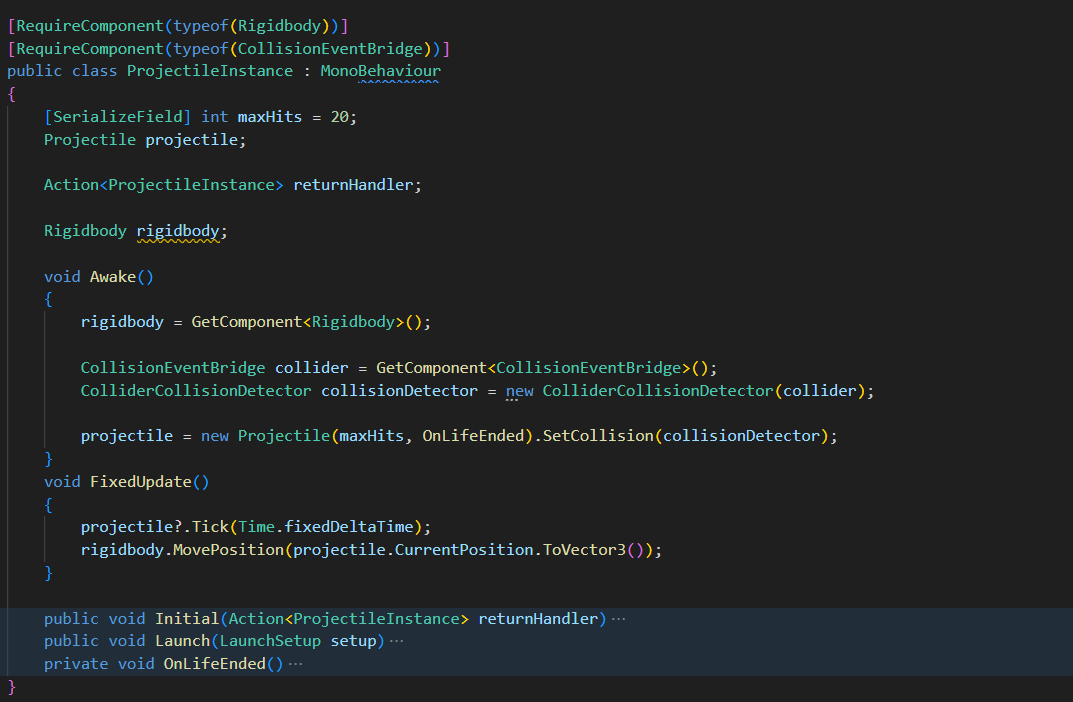 [RequireComponent(typeof(Rigidbody))]
[RequireComponent(typeof(CollisionEventBridge))]
public class ProjectileInstance : MonoBehaviour
{
    [SerializeField] int maxHits = 20;
    Projectile projectile;

    Action<ProjectileInstance> returnHandler;

    Rigidbody rigidbody;

    void Awake()
    {
        rigidbody = GetComponent<Rigidbody>();

        CollisionEventBridge collider = GetComponent<CollisionEventBridge>();
        ColliderCollisionDetector collisionDetector = new ColliderCollisionDetector(collider);

        projectile = new Projectile(maxHits, OnLifeEnded).SetCollision(collisionDetector);
    }
    void FixedUpdate()
    {
        projectile?.Tick(Time.fixedDeltaTime);
        rigidbody.MovePosition(projectile.CurrentPosition.ToVector3());
    }

    public void Initial(Action<ProjectileInstance> returnHandler)···
    public void Launch(LaunchSetup setup)···
    private void OnLifeEnded()···
}